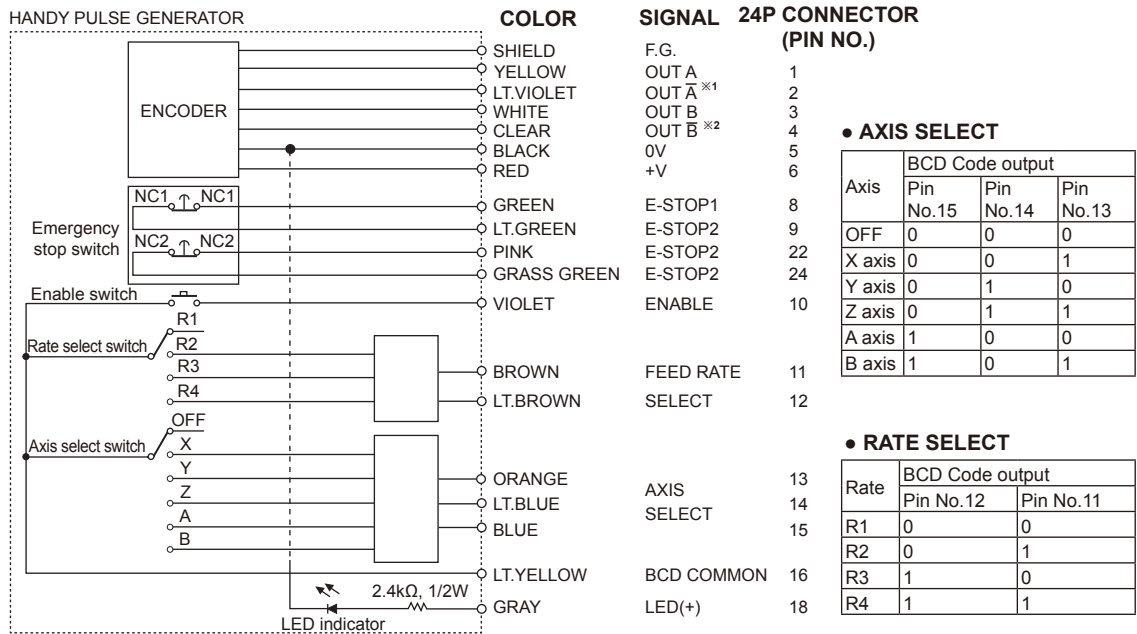 HANDY PULSE GENERATOR
COLOR SIGNAL 24P CONNECTOR
(PIN NO.)
SHIELD F.G.
YELLOW OUT A 1
LT.VIOLET OUT A̅ ※1 2
WHITE OUT B 3
CLEAR OUT B̅ ※2 4
BLACK 0V 5
RED +V 6
ENCODER
NC1 NC1
GREEN E-STOP1 8
LT.GREEN E-STOP2 9
Emergency
stop switch
NC2 NC2
PINK E-STOP2 22
GRASS GREEN E-STOP2 24
Enable switch
VIOLET ENABLE 10
Rate select switch
R1
R2
R3
R4
BROWN FEED RATE 11
LT.BROWN SELECT 12
Axis select switch
OFF
X
Y
Z
A
B
ORANGE 13
AXIS
LT.BLUE 14
SELECT
BLUE 15
LT.YELLOW BCD COMMON 16
2.4kΩ, 1/2W
GRAY LED(+) 18
LED indicator
● AXIS SELECT
Axis BCD Code output
Pin No.15 Pin No.14 Pin No.13
OFF 0 0 0
X axis 0 0 1
Y axis 0 1 0
Z axis 0 1 1
A axis 1 0 0
B axis 1 0 1
● RATE SELECT
Rate BCD Code output
Pin No.12 Pin No.11
R1 0 0
R2 0 1
R3 1 0
R4 1 1